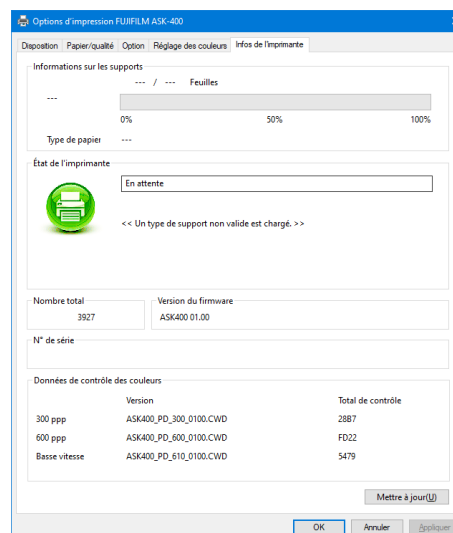 Options d'impression FUJIFILM ASK-400
Disposition Papier/qualité Option Réglage des couleurs Infos de l'imprimante
Informations sur les supports
--- / --- Feuilles
---
0% 50% 100%
Type de papier ---
État de l'imprimante
En attente
<< Un type de support non valide est chargé. >>
Nombre total Version du firmware
3927 ASK400 01.00
N° de série
Données de contrôle des couleurs
Version Total de contrôle
300 ppp ASK400_PD_300_0100.CWD 28B7
600 ppp ASK400_PD_600_0100.CWD FD22
Basse vitesse ASK400_PD_610_0100.CWD 5479
Mettre à jour(U)
OK Annuler Appliquer